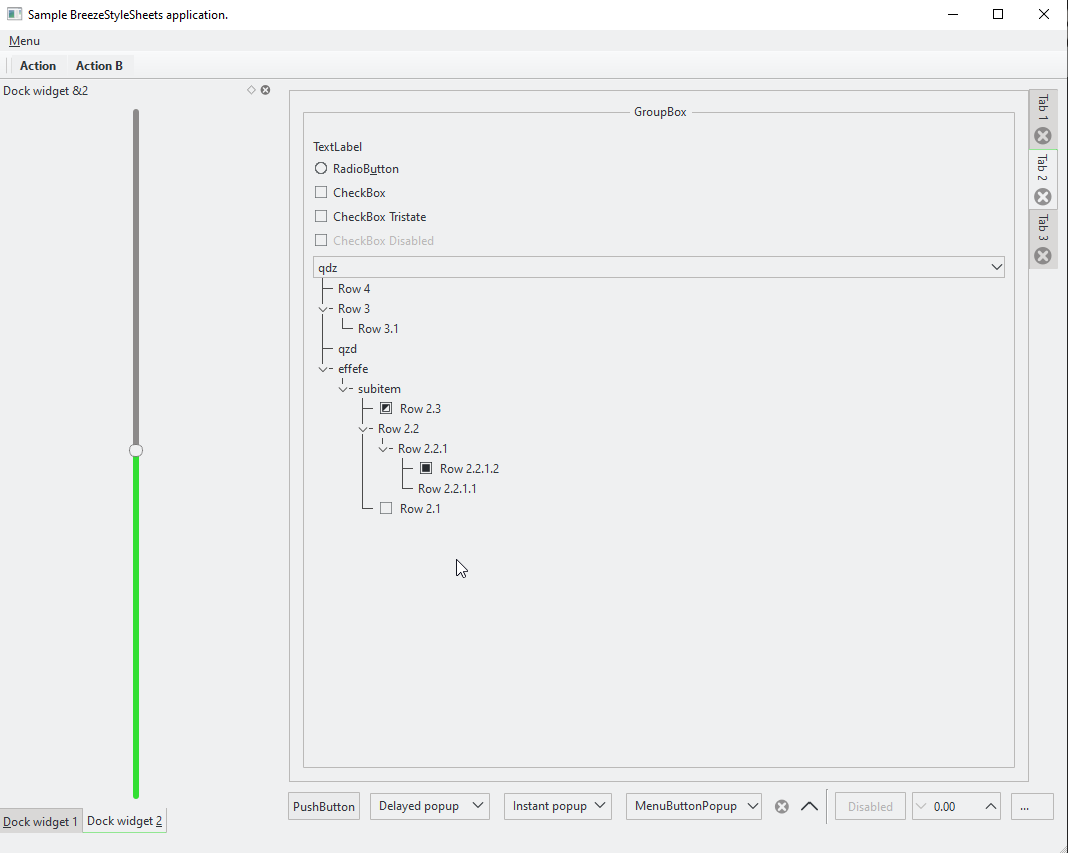 Sample BreezeStyleSheets application.
Menu
Action Action B
Dock widget &2
GroupBox
TextLabel
RadioButton
CheckBox
CheckBox Tristate
CheckBox Disabled
qdz
Row 4
Row 3
Row 3.1
qzd
effefe
subitem
Row 2.3
Row 2.2
Row 2.2.1
Row 2.2.1.2
Row 2.2.1.1
Row 2.1
Tab 1
Tab 2
Tab 3
PushButton Delayed popup Instant popup MenuButtonPopup Disabled 0.00 ...
Dock widget 1 Dock widget 2